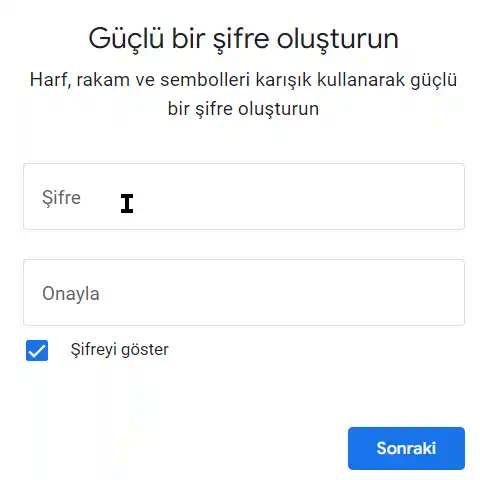 Güçlü bir şifre oluşturun
Harf, rakam ve sembolleri karışık kullanarak güçlü
bir şifre oluşturun
Şifre
Onayla
Şifreyi göster
Sonraki